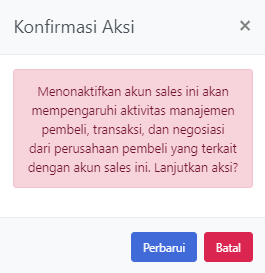 Konfirmasi Aksi ×
Menonaktifkan akun sales ini akan
mempengaruhi aktivitas manajemen
pembeli, transaksi, dan negosiasi
dari perusahaan pembeli yang terkait
dengan akun sales ini. Lanjutkan aksi?
Perbarui Batal